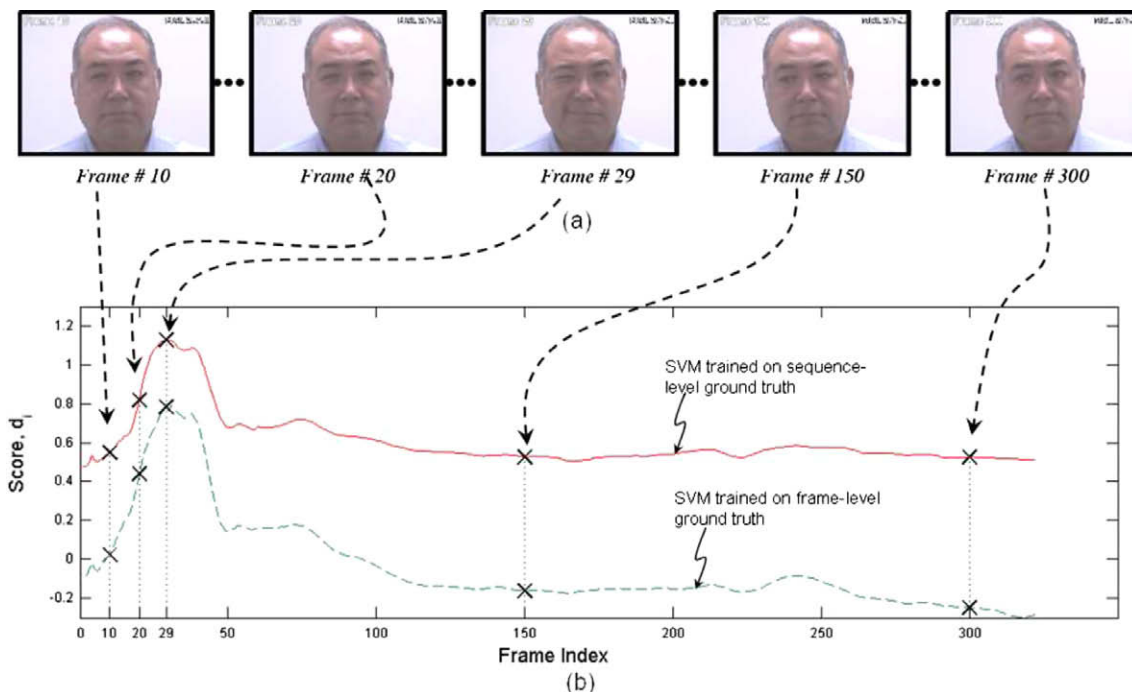 Frame # 10
Frame # 20
Frame # 29
Frame # 150
Frame # 300
(a)
1.2
1
0.8
0.6
0.4
0.2
0
-0.2
Score, d_i
SVM trained on sequence-
level ground truth
SVM trained on frame-level
ground truth
0 10 20 29 50 100 150 200 250 300
Frame Index
(b)